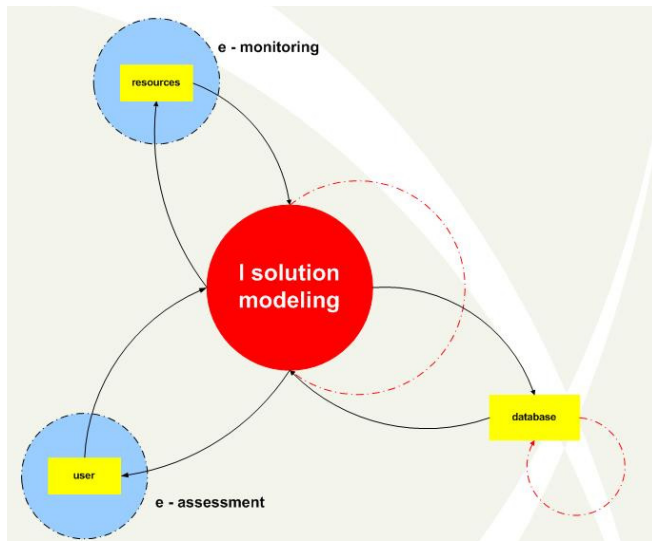 e - monitoring
resources
I solution
modeling
database
user
e - assessment